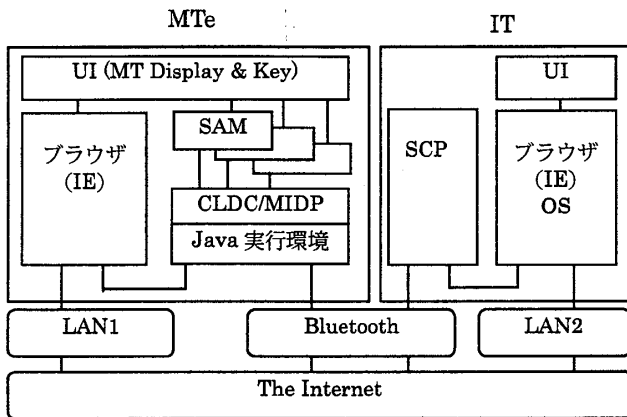 MTe
IT
UI (MT Display & Key)
UI
SAM
ブラウザ
(IE)
SCP
ブラウザ
(IE)
OS
CLDC/MIDP
Java 実行環境
LAN1
Bluetooth
LAN2
The Internet